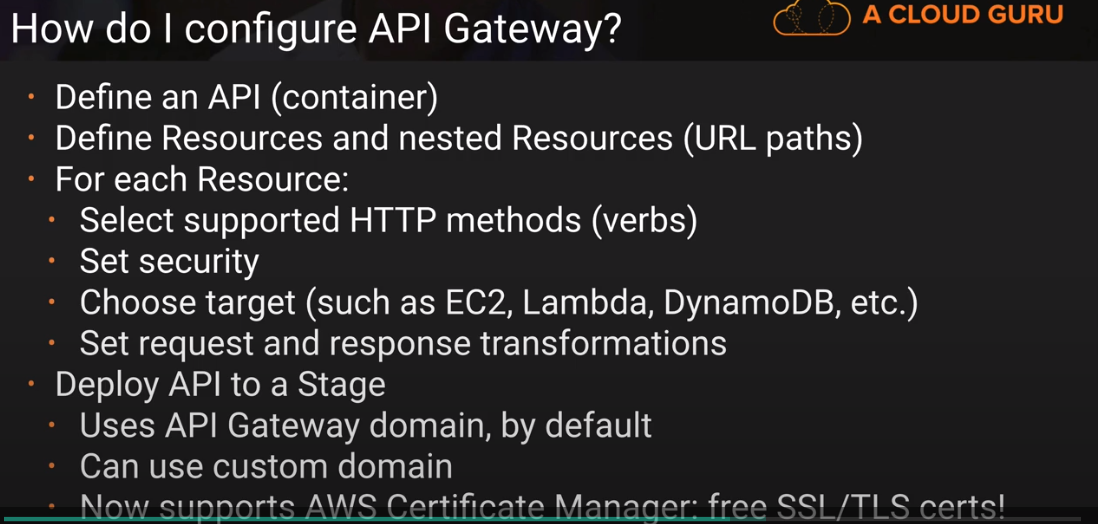 How do I configure API Gateway?
A CLOUD GURU
• Define an API (container)
• Define Resources and nested Resources (URL paths)
• For each Resource:
• Select supported HTTP methods (verbs)
• Set security
• Choose target (such as EC2, Lambda, DynamoDB, etc.)
• Set request and response transformations
• Deploy API to a Stage
• Uses API Gateway domain, by default
• Can use custom domain
• Now supports AWS Certificate Manager: free SSL/TLS certs!